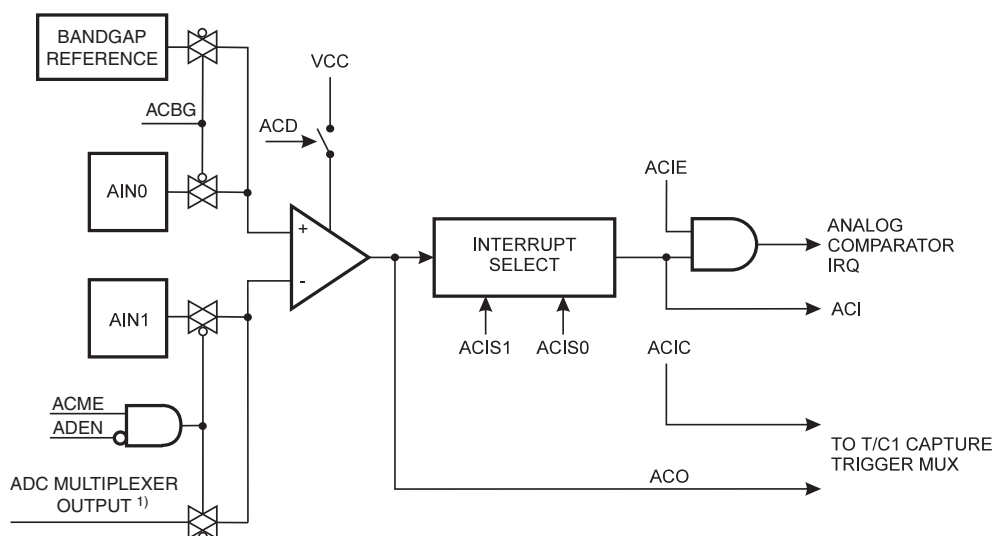 BANDGAP
REFERENCE
VCC
ACBG
ACD
AIN0
ACIE
+
INTERRUPT
SELECT
ANALOG
COMPARATOR
IRQ
-
AIN1
ACI
ACIS1
ACIS0
ACIC
ACME
ADEN
TO T/C1 CAPTURE
TRIGGER MUX
ADC MULTIPLEXER
OUTPUT 1)
ACO